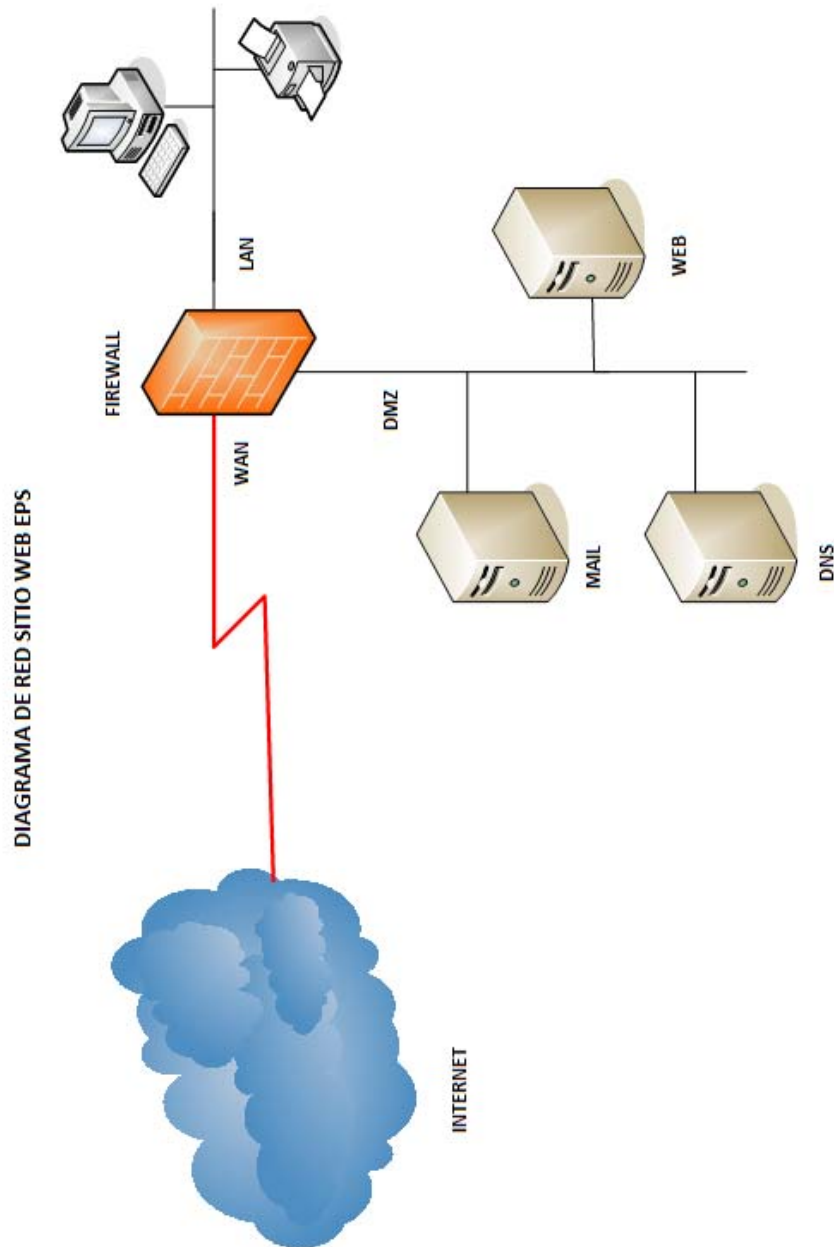 DIAGRAMA DE RED SITIO WEB EPS
FIREWALL
WAN
LAN
DMZ
INTERNET
MAIL
WEB
DNS